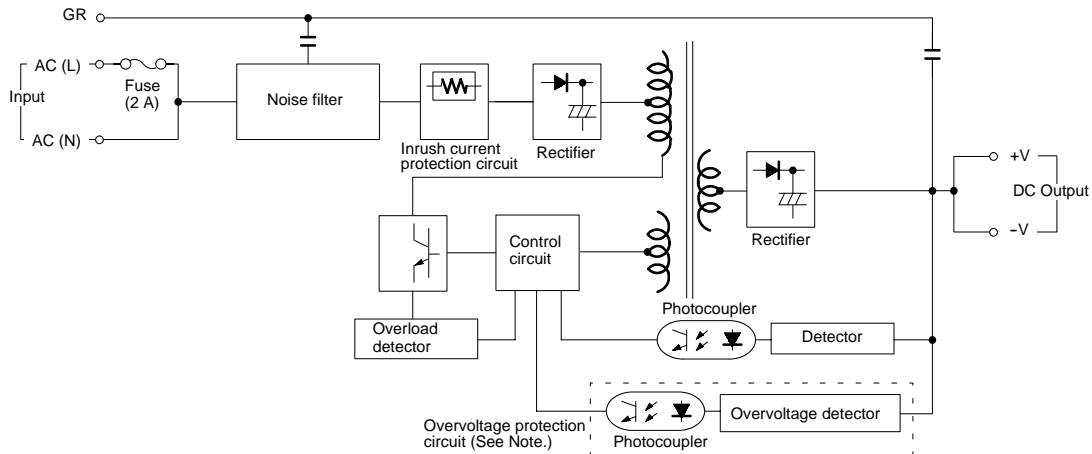 GR
AC (L)
Fuse
(2 A)
Input
AC (N)
Noise filter
Inrush current
protection circuit
Rectifier
Rectifier
+V
DC Output
−V
Control
circuit
Overload
detector
Photocoupler
Detector
Overvoltage protection
circuit (See Note.)
Photocoupler
Overvoltage detector